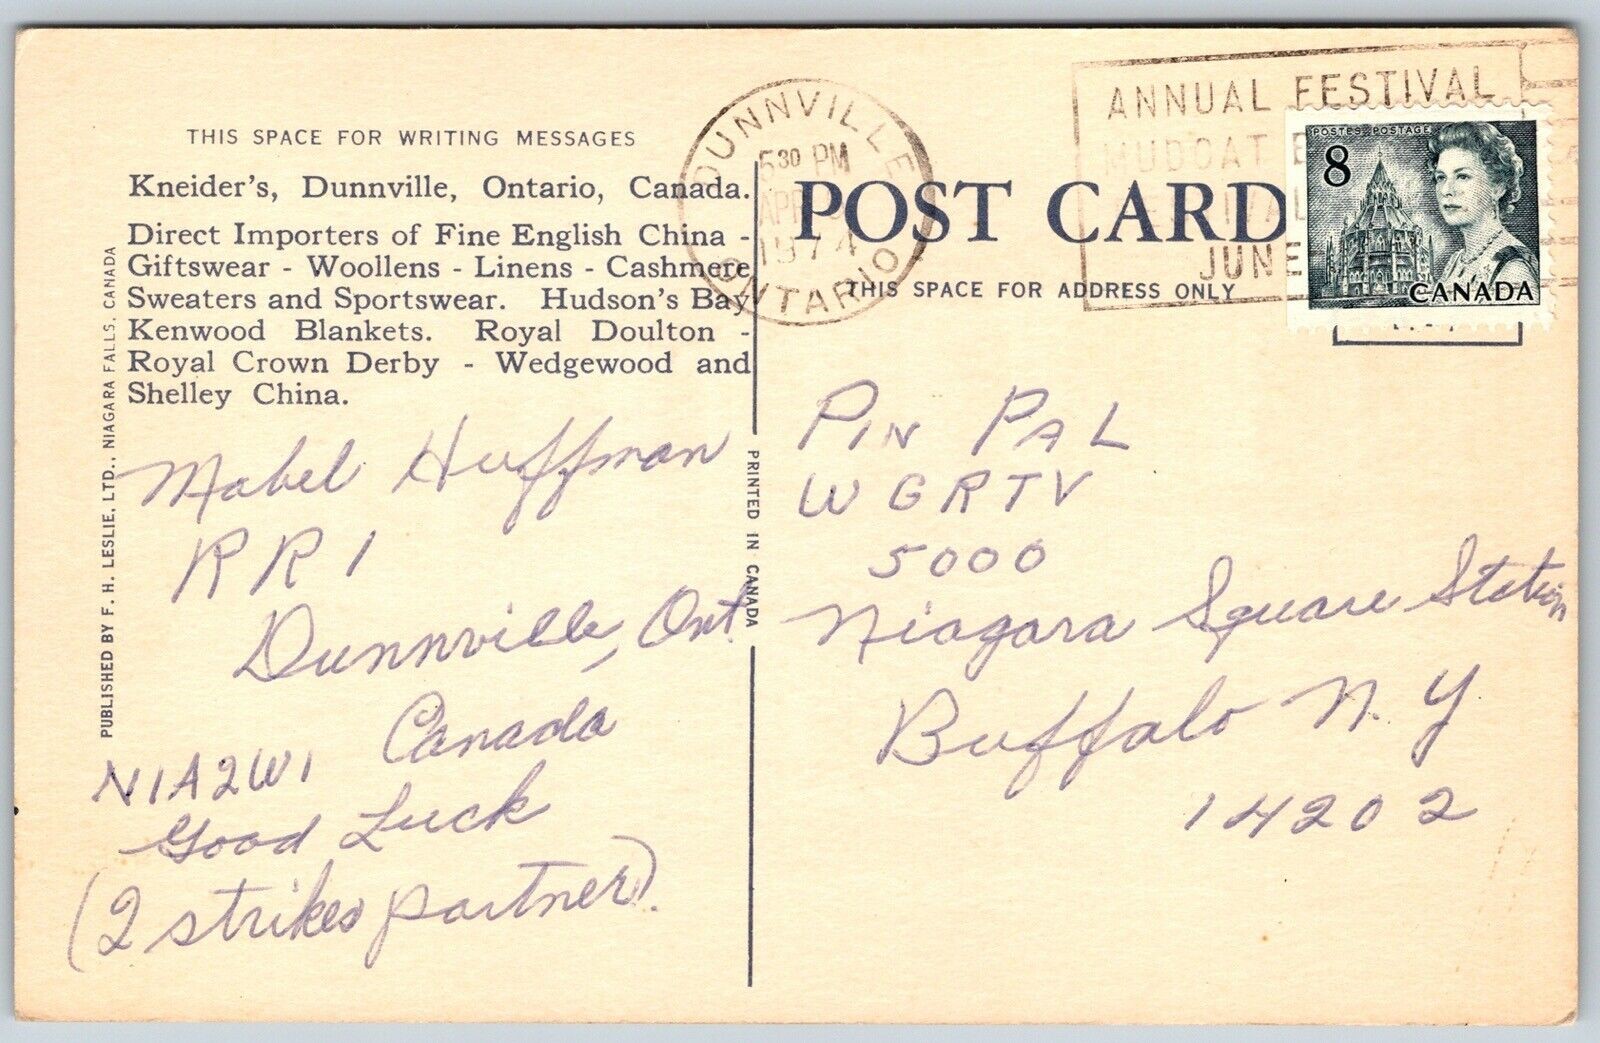 THIS SPACE FOR WRITING MESSAGES
Kneider's, Dunnville, Ontario, Canada.
Direct Importers of Fine English China -
Giftswear - Woollens - Linens - Cashmere
Sweaters and Sportswear. Hudson's Bay
Kenwood Blankets. Royal Doulton -
Royal Crown Derby - Wedgewood and
Shelley China.
Mabel Huffman
RR1
Dunnville, Ont.
Canada
N1A2W1
Good Luck
(2 strikes partner).
PUBLISHED BY F. H. LESLIE, LTD., NIAGARA FALLS, CANADA
PRINTED IN CANADA
DUNNVILLE
5 30 PM
APR
1974
ONTARIO
ANNUAL FESTIVAL
MUDCAT
JUNE
POSTES POSTAGE
8
CANADA
POST CARD
THIS SPACE FOR ADDRESS ONLY
PIN PAL
WGRTV
5000
Niagara Square Station
Buffalo N.Y
14202